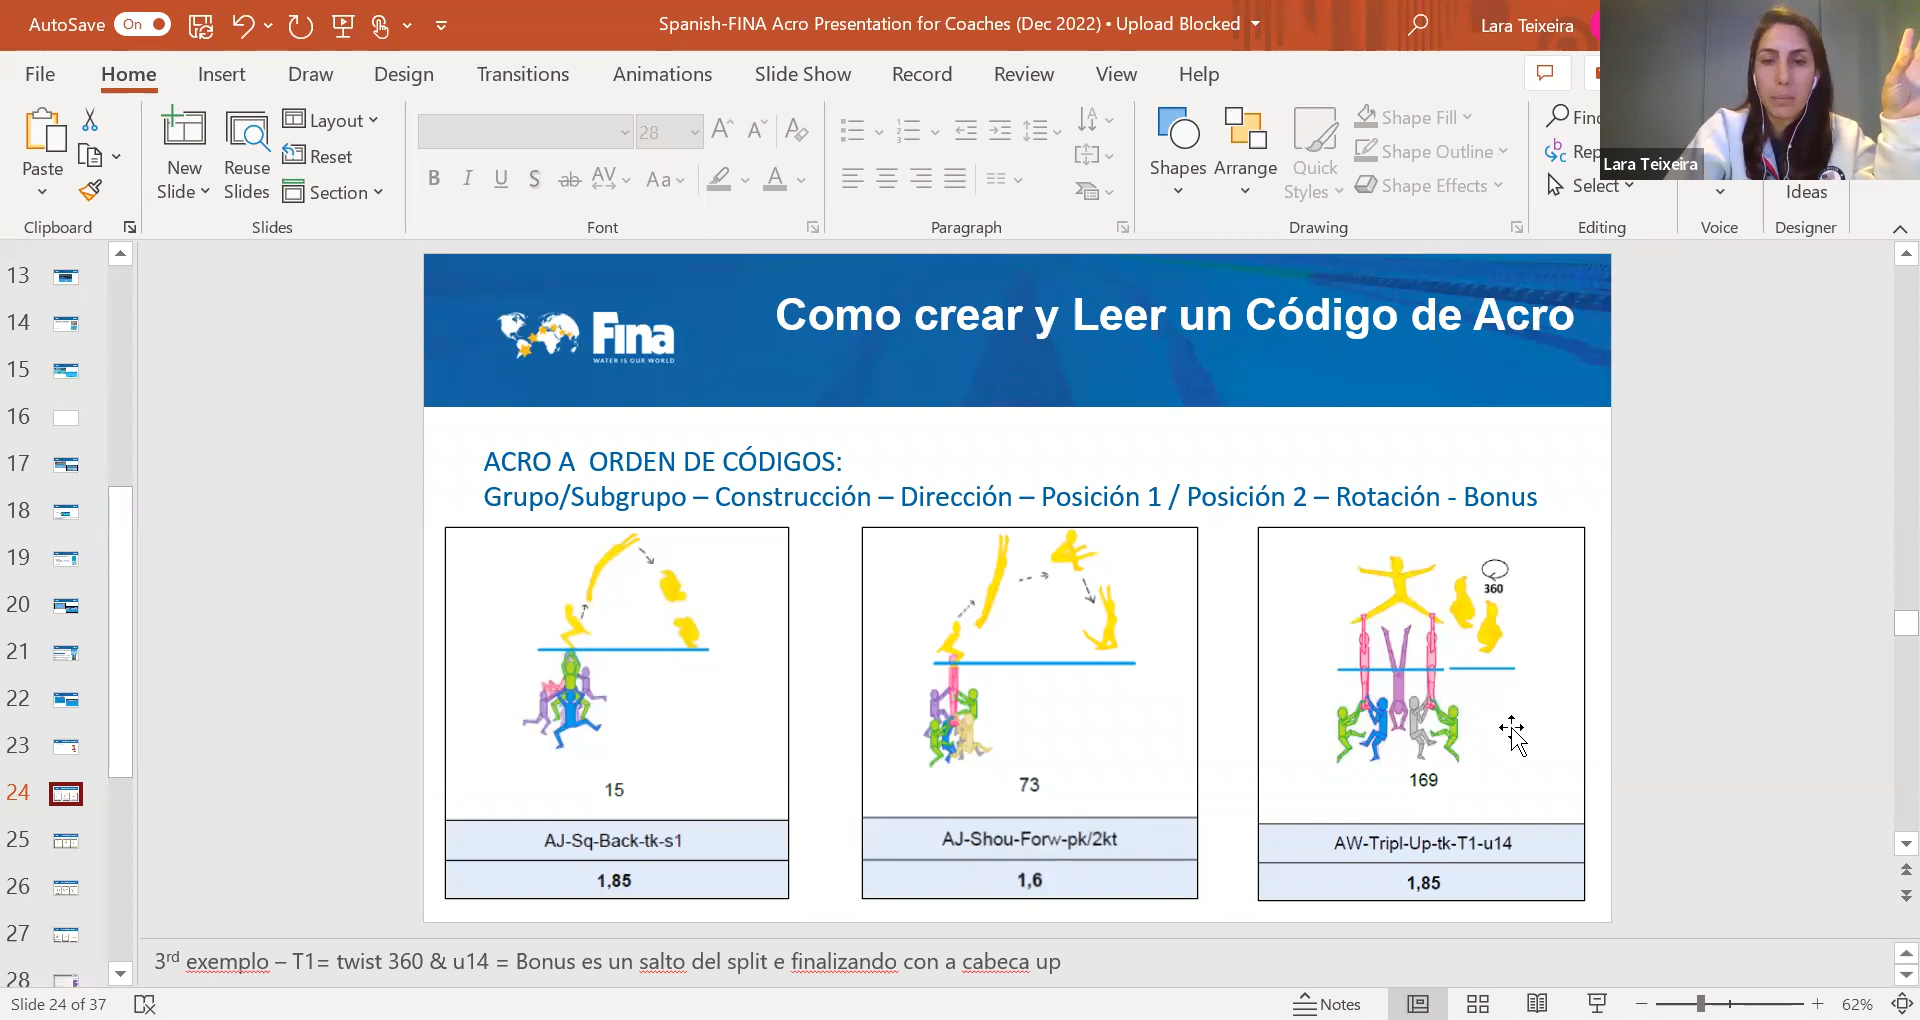 AutoSave On
Spanish-FINA Acro Presentation for Coaches (Dec 2022) • Upload Blocked
Lara Teixeira
File Home Insert Draw Design Transitions Animations Slide Show Record Review View Help
Paste
Clipboard
New Slide
Reuse Slides
Layout
Reset
Section
Slides
28
B I U S ab AV Aa A
Font
Paragraph
Shapes
Arrange
Quick Styles
Shape Fill
Shape Outline
Shape Effects
Drawing
Select
Editing
Voice
Ideas
Designer
Lara Teixeira
13
14
15
16
17
18
19
20
21
22
23
24
25
26
27
28
Fina
WATER IS OUR WORLD
Como crear y Leer un Código de Acro
ACRO A ORDEN DE CÓDIGOS:
Grupo/Subgrupo – Construcción – Dirección – Posición 1 / Posición 2 – Rotación - Bonus
15
AJ-Sq-Back-tk-s1
1,85
73
AJ-Shou-Forw-pk/2kt
1,6
360
169
AW-Tripl-Up-tk-T1-u14
1,85
3rd exemplo – T1= twist 360 & u14 = Bonus es un salto del split e finalizando con a cabeca up
Slide 24 of 37
Notes
62%